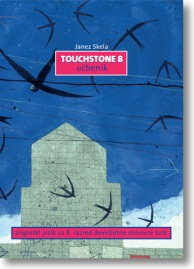 Janez Skela
TOUCHSTONE 8
učbenik
angleški jezik za 8. razred devetletne osnovne šole